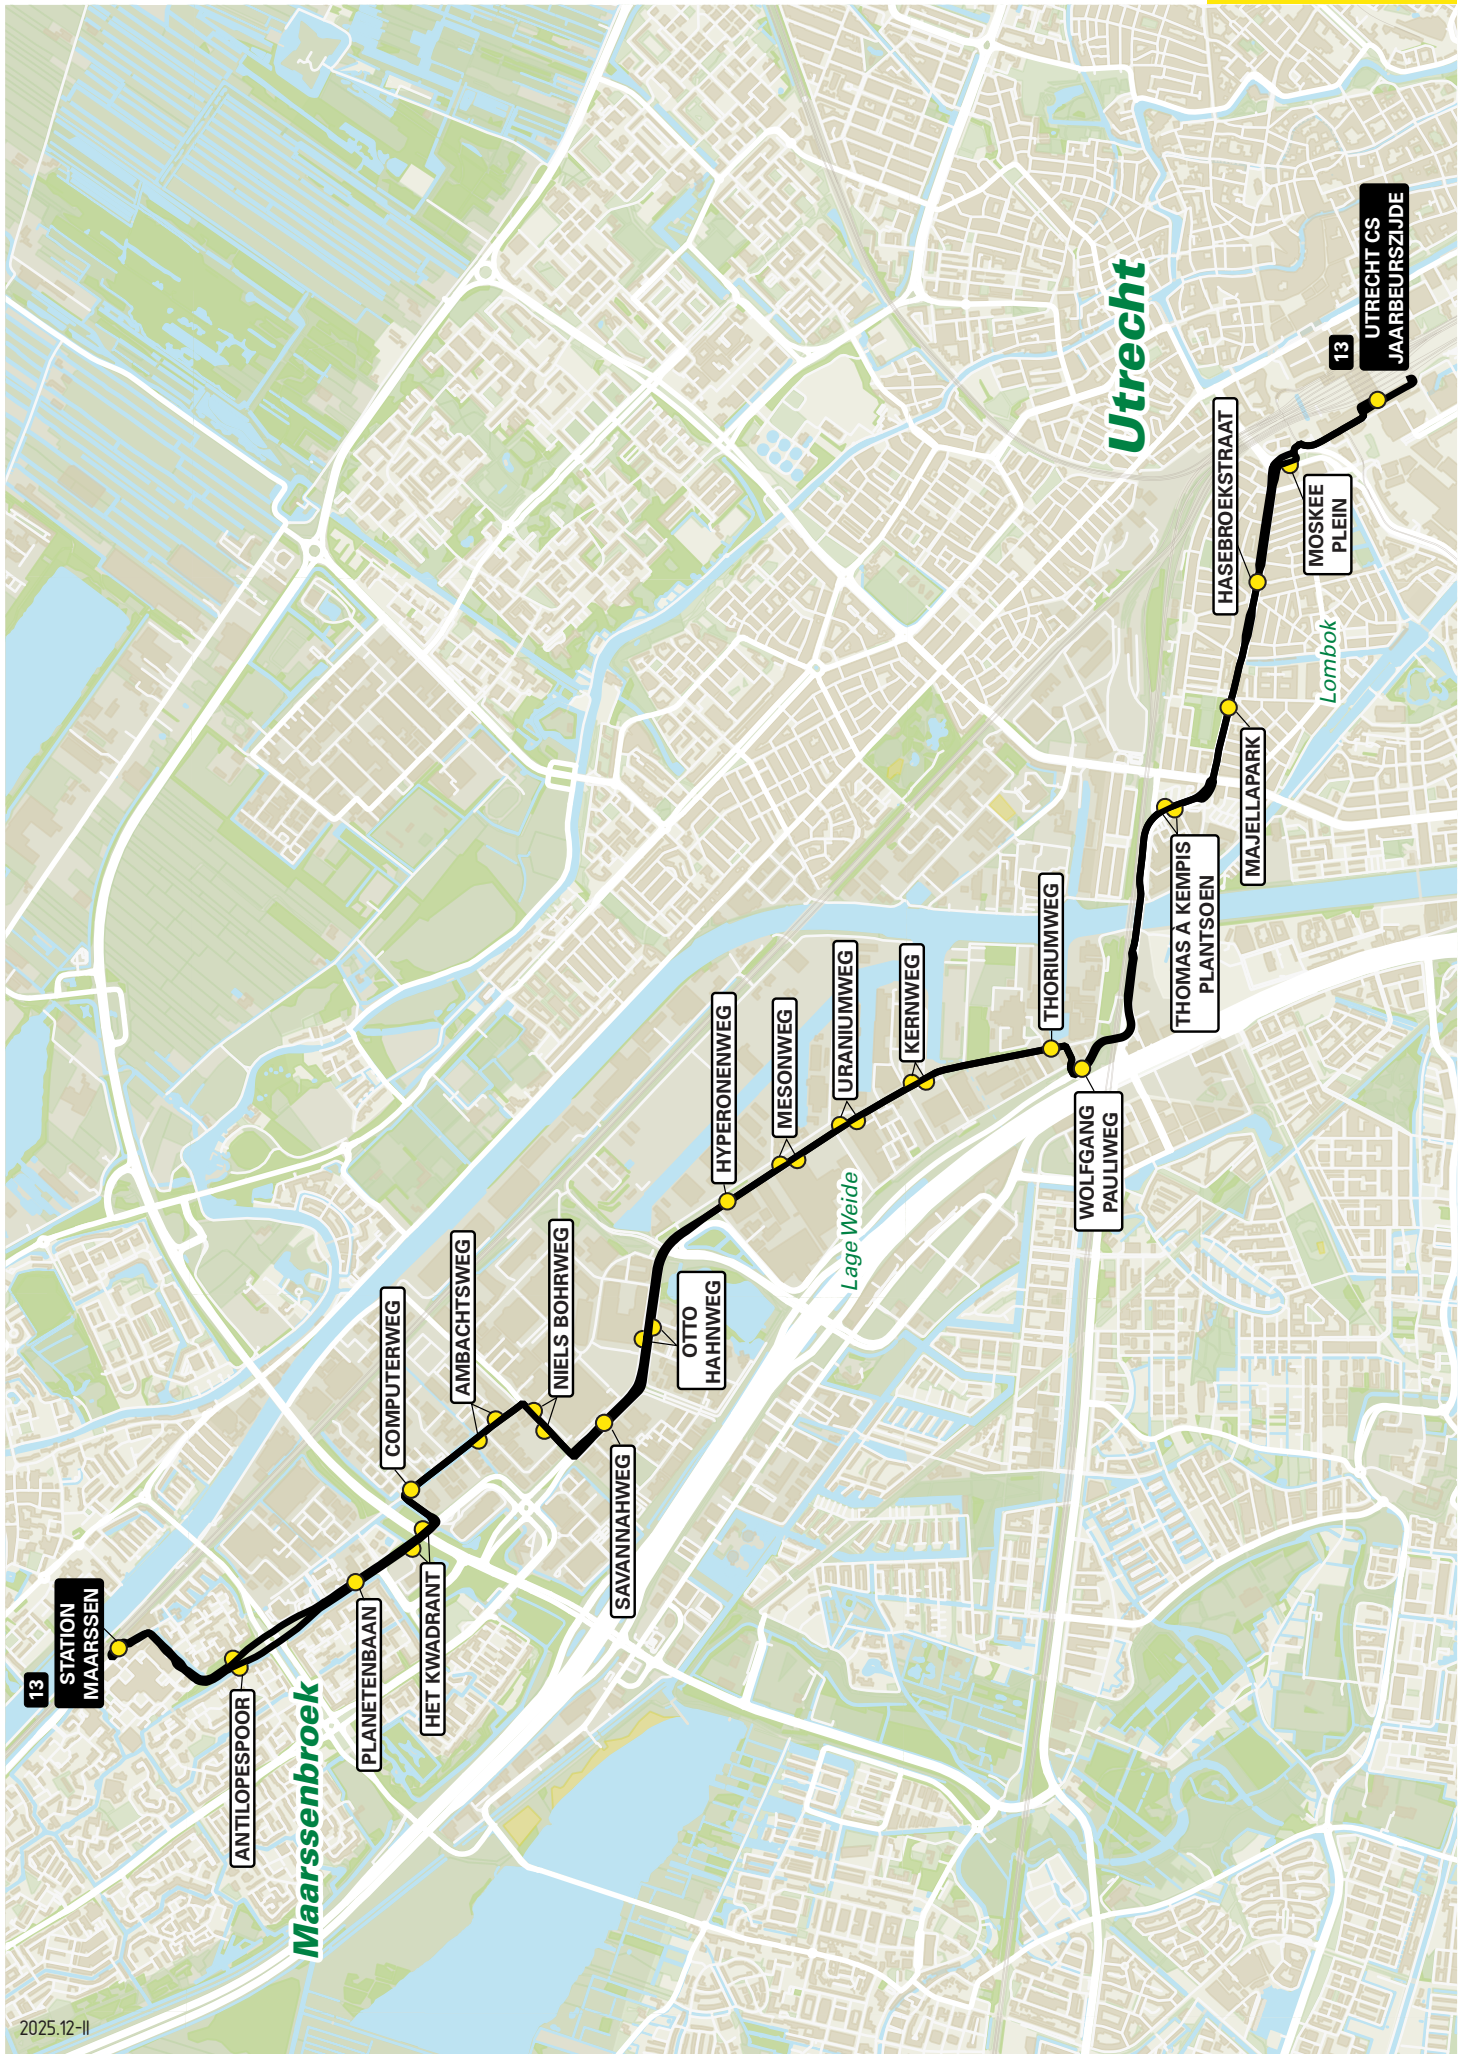 13
STATION
MAARSSEN
ANTILOPESPOOR
Maarssenbroek
PLANETENBAAN
HET KWADRANT
COMPUTERWEG
AMBACHTSWEG
NIELS BOHRWEG
SAVANNAHWEG
OTTO
HAHNWEG
HYPERONENWEG
MESONWEG
URANIUMWEG
Lage Weide
KERNWEG
THORIUMWEG
WOLFGANG
PAULIWEG
THOMAS À KEMPIS
PLANTSOEN
MAJELLAPARK
HASEBROEKSTRAAT
Lombok
MOSKEE
PLEIN
Utrecht
13
UTRECHT CS
JAARBEURSZIJDE
2025.12-II